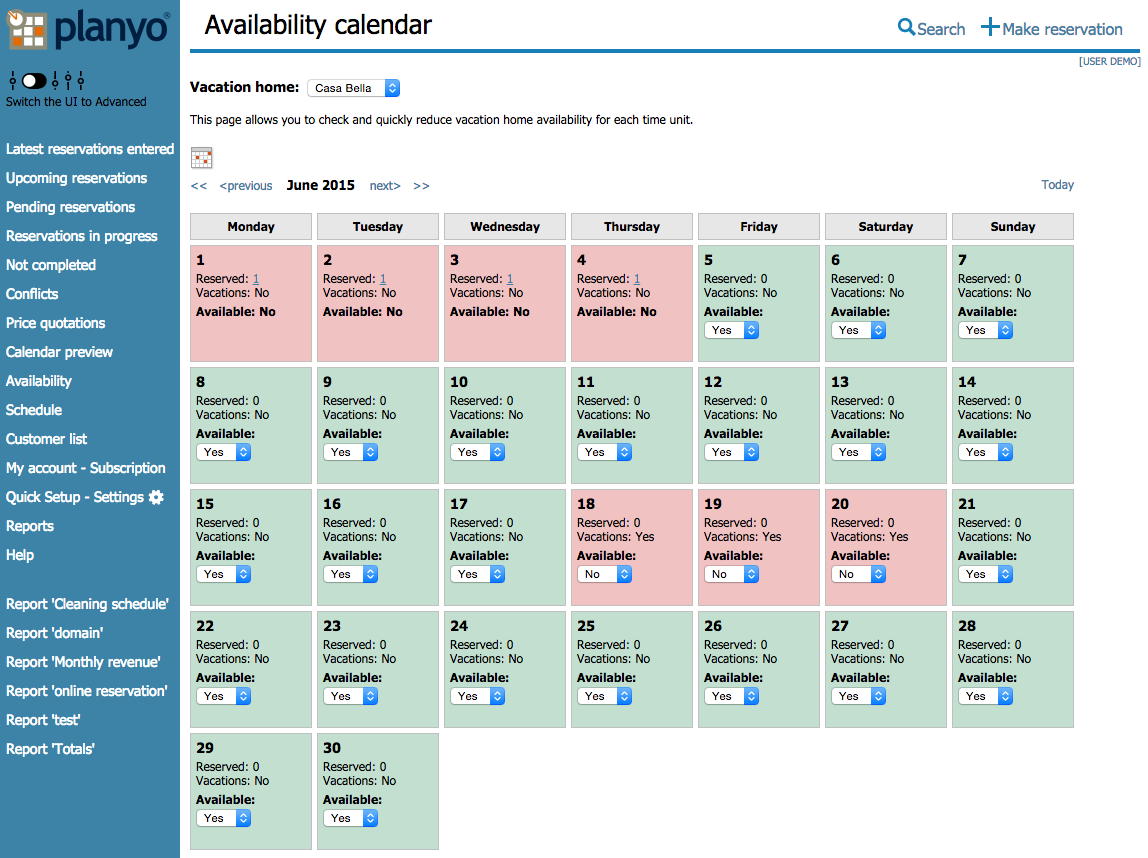 planyo®
Switch the UI to Advanced
Latest reservations entered
Upcoming reservations
Pending reservations
Reservations in progress
Not completed
Conflicts
Price quotations
Calendar preview
Availability
Schedule
Customer list
My account - Subscription
Quick Setup - Settings
Reports
Help
Report 'Cleaning schedule'
Report 'domain'
Report 'Monthly revenue'
Report 'online reservation'
Report 'test'
Report 'Totals'
Availability calendar
Search Make reservation
[USER DEMO]
Vacation home: Casa Bella
This page allows you to check and quickly reduce vacation home availability for each time unit.
<< <previous June 2015 next> >> Today
Monday Tuesday Wednesday Thursday Friday Saturday Sunday
1 2 3 4 5 6 7
Reserved: 1 Reserved: 1 Reserved: 1 Reserved: 1 Reserved: 0 Reserved: 0 Reserved: 0
Vacations: No Vacations: No Vacations: No Vacations: No Vacations: No Vacations: No Vacations: No
Available: No Available: No Available: No Available: No Available: Available: Available:
Yes Yes Yes
8 9 10 11 12 13 14
Reserved: 0 Reserved: 0 Reserved: 0 Reserved: 0 Reserved: 0 Reserved: 0 Reserved: 0
Vacations: No Vacations: No Vacations: No Vacations: No Vacations: No Vacations: No Vacations: No
Available: Available: Available: Available: Available: Available: Available:
Yes Yes Yes Yes Yes Yes Yes
15 16 17 18 19 20 21
Reserved: 0 Reserved: 0 Reserved: 0 Reserved: 0 Reserved: 0 Reserved: 0 Reserved: 0
Vacations: No Vacations: No Vacations: No Vacations: Yes Vacations: Yes Vacations: Yes Vacations: No
Available: Available: Available: Available: Available: Available: Available:
Yes Yes Yes No No No Yes
22 23 24 25 26 27 28
Reserved: 0 Reserved: 0 Reserved: 0 Reserved: 0 Reserved: 0 Reserved: 0 Reserved: 0
Vacations: No Vacations: No Vacations: No Vacations: No Vacations: No Vacations: No Vacations: No
Available: Available: Available: Available: Available: Available: Available:
Yes Yes Yes Yes Yes Yes Yes
29 30
Reserved: 0 Reserved: 0
Vacations: No Vacations: No
Available: Available:
Yes Yes